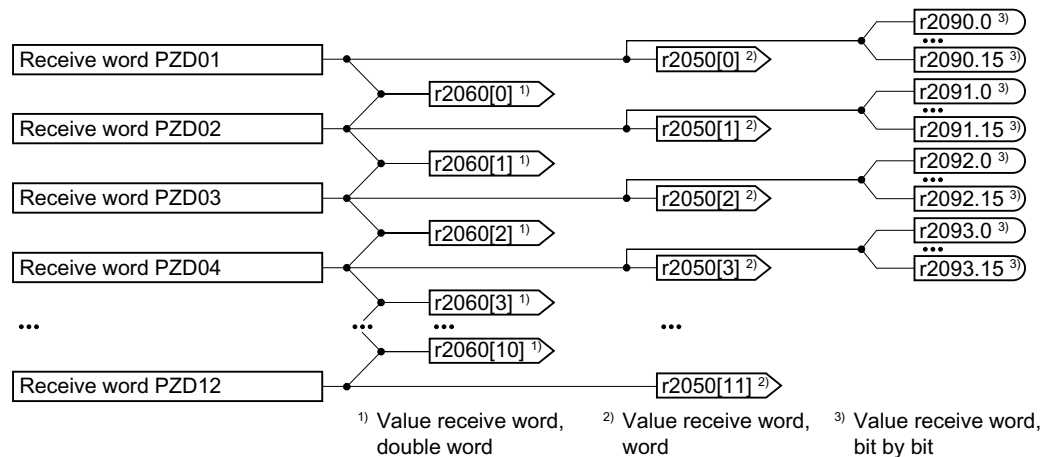 r2090.0 3)
...
Receive word PZD01
r2050[0] 2)
r2090.15 3)
r2060[0] 1)
r2091.0 3)
...
Receive word PZD02
r2050[1] 2)
r2091.15 3)
r2060[1] 1)
r2092.0 3)
...
Receive word PZD03
r2050[2] 2)
r2092.15 3)
r2060[2] 1)
r2093.0 3)
...
Receive word PZD04
r2050[3] 2)
r2093.15 3)
r2060[3] 1)
... ... ... ...
r2060[10] 1)
Receive word PZD12
r2050[11] 2)
1) Value receive word,
double word
2) Value receive word,
word
3) Value receive word,
bit by bit